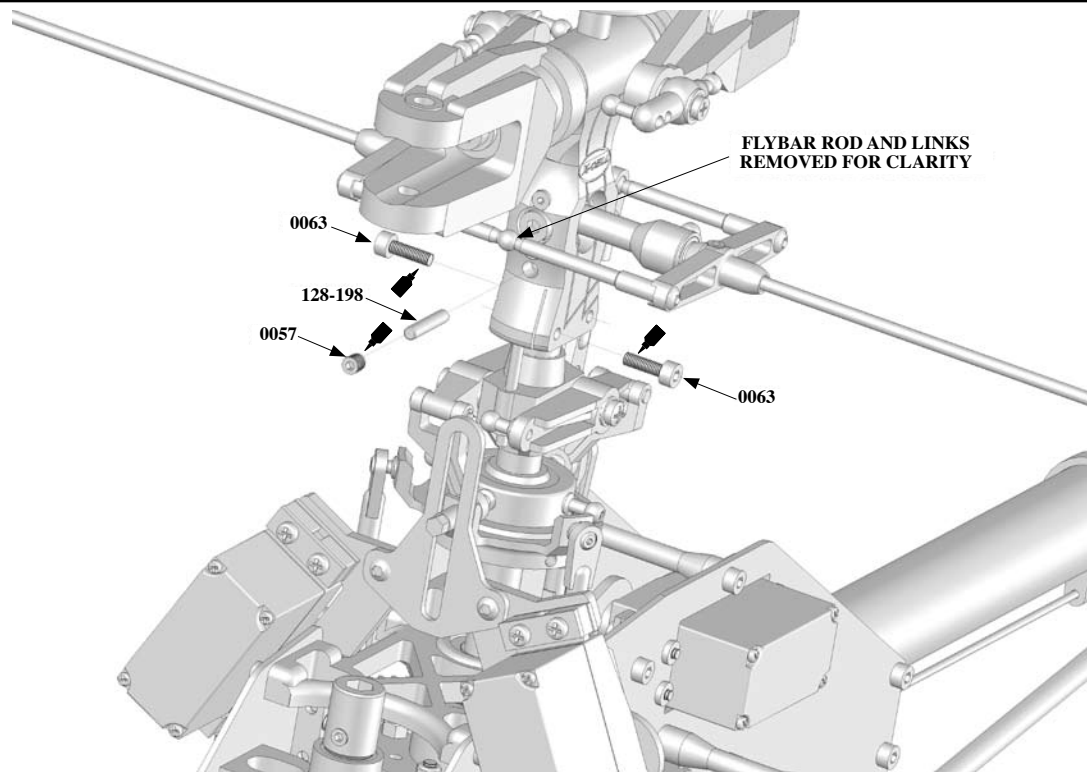 FLYBAR ROD AND LINKS
REMOVED FOR CLARITY
0063
128-198
0057
0063